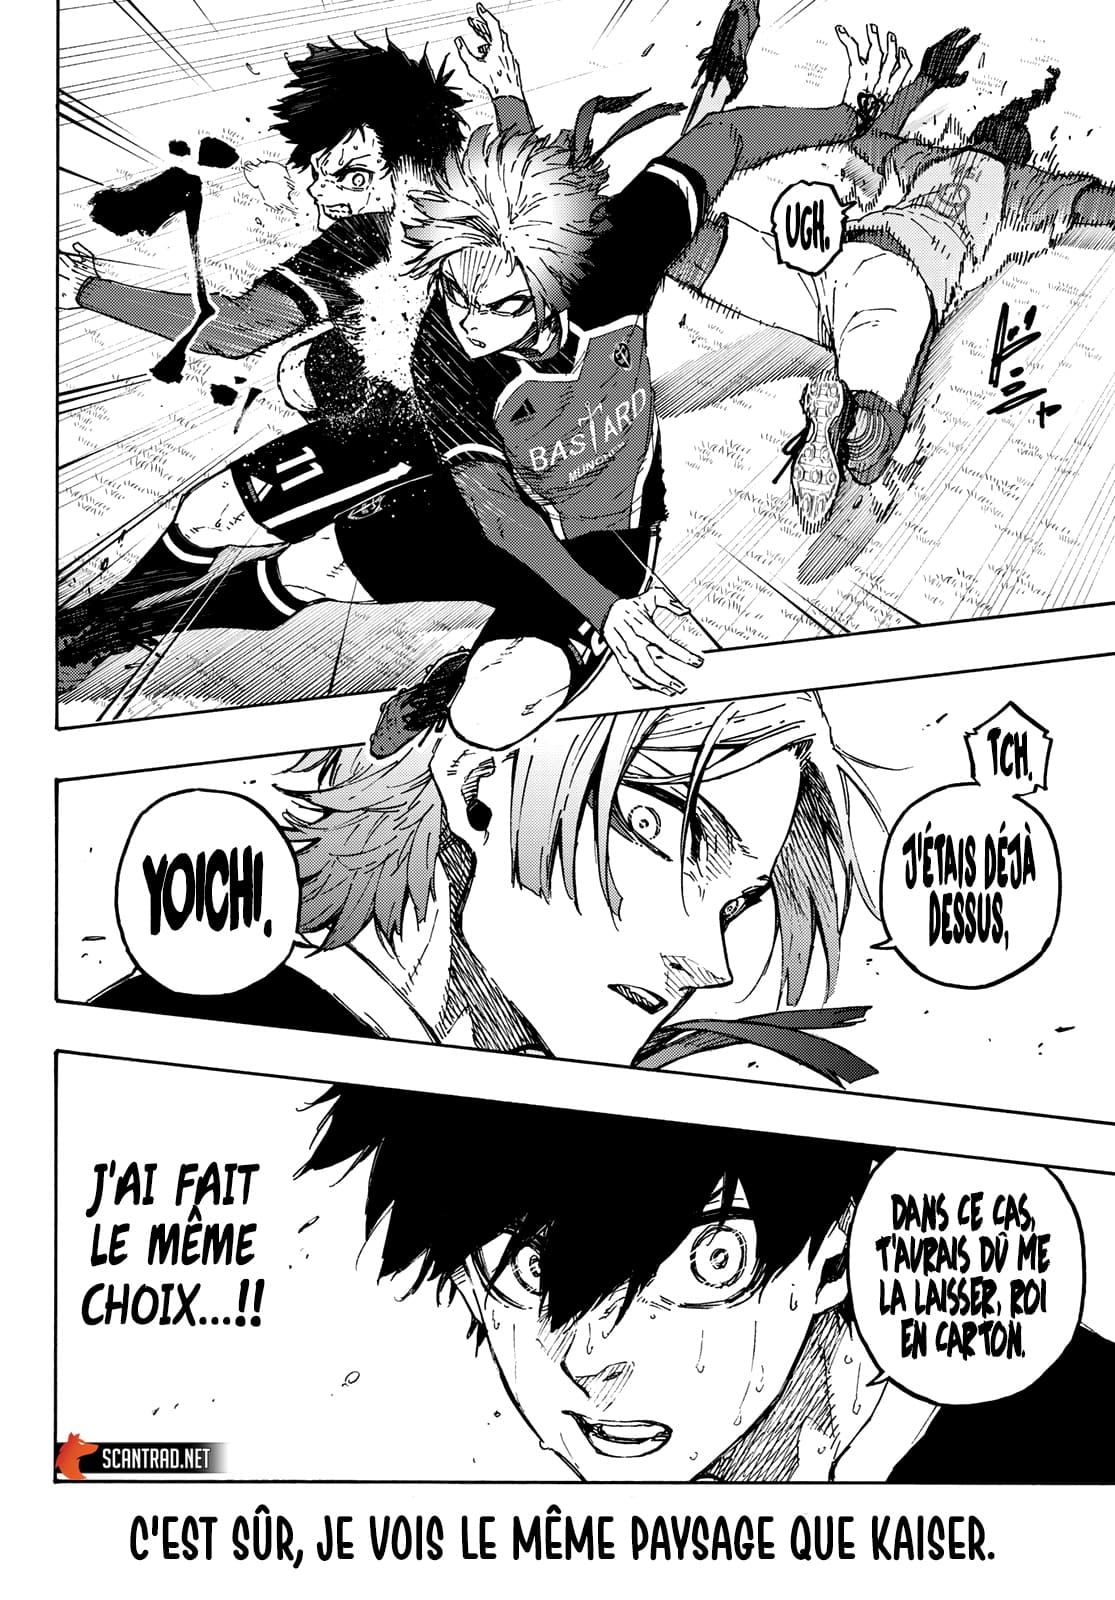 UGH.
BASTARD
MÜNCHEN
11
TCH.
J'ÉTAIS DÉJÀ
DESSUS,
YOICHI.
DANS CE CAS,
T'AURAIS DÛ ME
LA LAISSER, ROI
EN CARTON.
J'AI FAIT
LE MÊME
CHOIX...!!
SCANTRAD.NET
C'EST SÛR, JE VOIS LE MÊME PAYSAGE QUE KAISER.